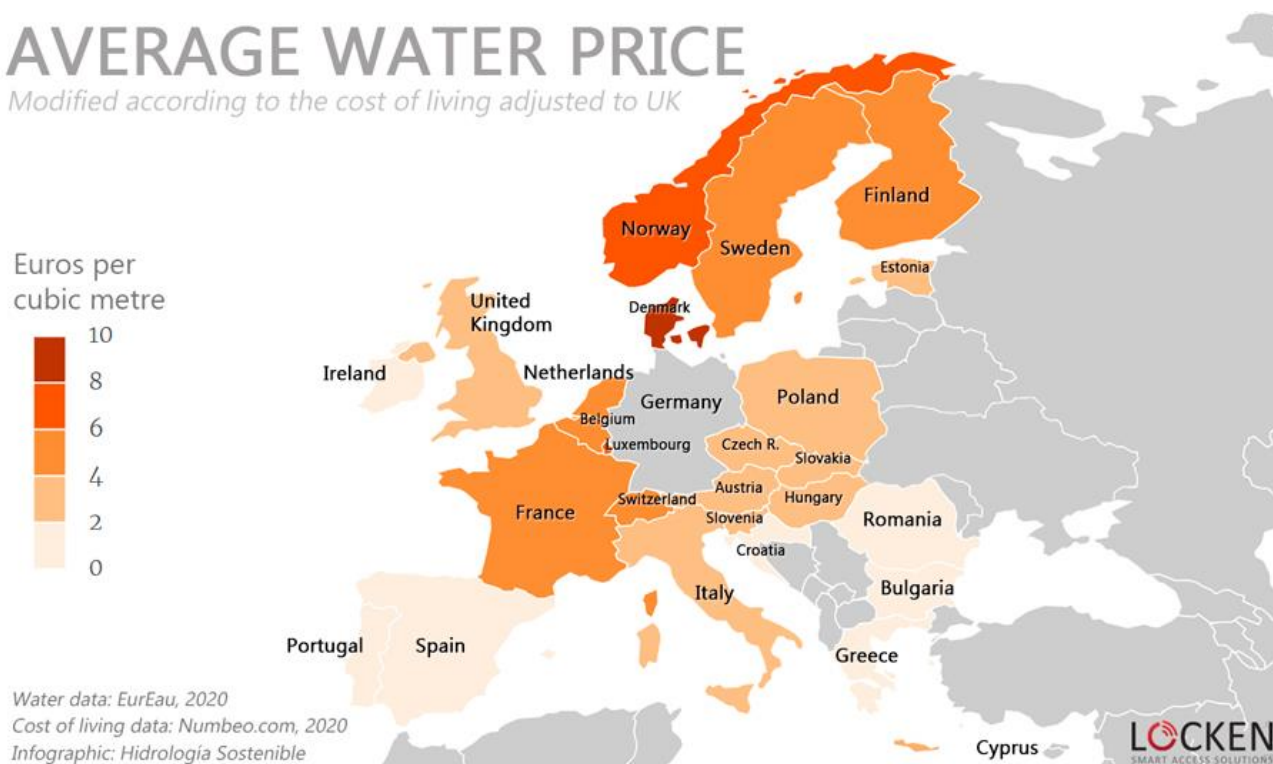 AVERAGE WATER PRICE
Modified according to the cost of living adjusted to UK
Euros per
cubic metre
10
8
6
4
2
0
Norway
Sweden
Finland
Estonia
Denmark
United
Kingdom
Ireland
Netherlands
Belgium
Luxembourg
Germany
Poland
Czech R.
Slovakia
Austria
Hungary
Switzerland
Slovenia
France
Croatia
Romania
Bulgaria
Italy
Portugal
Spain
Greece
Cyprus
Water data: EurEau, 2020
Cost of living data: Numbeo.com, 2020
Infographic: Hidrología Sostenible
LOCKEN
SMART ACCESS SOLUTIONS